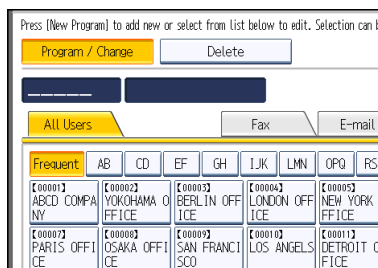 Press [New Program] to add new or select from list below to edit. Selection can b
Program / Change Delete
_____
All Users Fax E-mail
Frequent AB CD EF GH IJK LMN OPQ RS
[00001] [00002] [00003] [00004] [00005]
ABCD COMPA YOKOHAMA O BERLIN OFF LONDON OFF NEW YORK
NY FFICE ICE ICE FFICE
[00007] [00008] [00009] [00010] [00011]
PARIS OFFI OSAKA OFFI SAN FRANCI LOS ANGELS DETROIT O
CE CE SCO FFICE